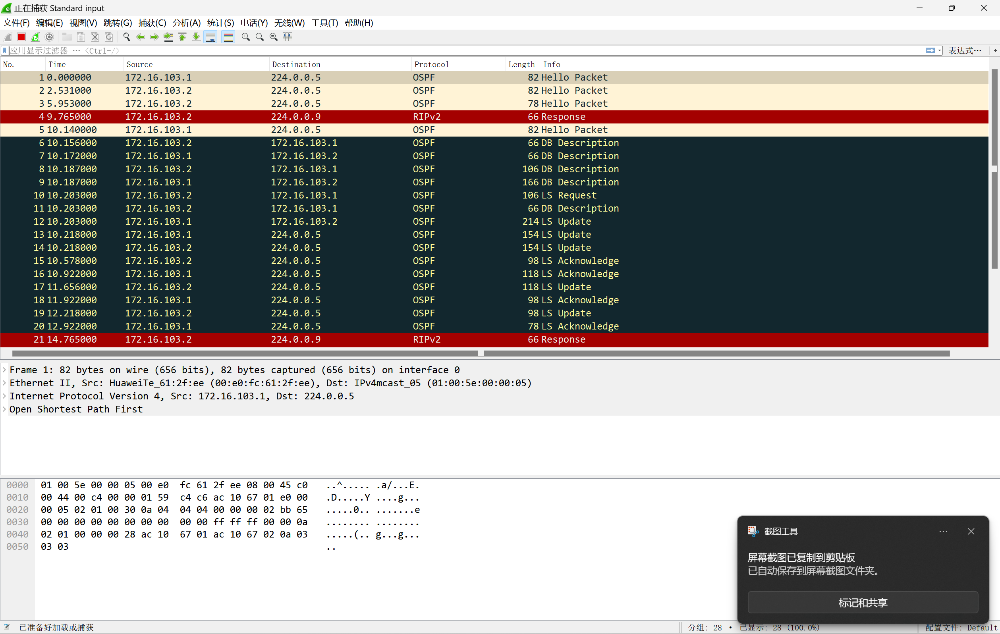 正在捕获 Standard input
文件(F) 编辑(E) 视图(V) 跳转(G) 捕获(C) 分析(A) 统计(S) 电话(Y) 无线(W) 工具(T) 帮助(H)
应用显示过滤器 … <Ctrl-/> 表达式… +
No. Time Source Destination Protocol Length Info
1 0.000000 172.16.103.1 224.0.0.5 OSPF 82 Hello Packet
2 2.531000 172.16.103.2 224.0.0.5 OSPF 82 Hello Packet
3 5.953000 172.16.103.2 224.0.0.5 OSPF 78 Hello Packet
4 9.765000 172.16.103.2 224.0.0.9 RIPv2 66 Response
5 10.140000 172.16.103.1 224.0.0.5 OSPF 82 Hello Packet
6 10.156000 172.16.103.2 172.16.103.1 OSPF 66 DB Description
7 10.172000 172.16.103.1 172.16.103.2 OSPF 66 DB Description
8 10.187000 172.16.103.2 172.16.103.1 OSPF 106 DB Description
9 10.187000 172.16.103.1 172.16.103.2 OSPF 166 DB Description
10 10.203000 172.16.103.2 172.16.103.1 OSPF 106 LS Request
11 10.203000 172.16.103.2 172.16.103.1 OSPF 66 DB Description
12 10.203000 172.16.103.1 172.16.103.2 OSPF 214 LS Update
13 10.218000 172.16.103.1 224.0.0.5 OSPF 154 LS Update
14 10.218000 172.16.103.2 224.0.0.5 OSPF 154 LS Update
15 10.578000 172.16.103.2 224.0.0.5 OSPF 98 LS Acknowledge
16 10.922000 172.16.103.1 224.0.0.5 OSPF 118 LS Acknowledge
17 11.656000 172.16.103.2 224.0.0.5 OSPF 118 LS Update
18 11.922000 172.16.103.1 224.0.0.5 OSPF 98 LS Acknowledge
19 12.218000 172.16.103.2 224.0.0.5 OSPF 98 LS Update
20 12.922000 172.16.103.1 224.0.0.5 OSPF 78 LS Acknowledge
21 14.765000 172.16.103.2 224.0.0.9 RIPv2 66 Response
Frame 1: 82 bytes on wire (656 bits), 82 bytes captured (656 bits) on interface 0
Ethernet II, Src: HuaweiTe_61:2f:ee (00:e0:fc:61:2f:ee), Dst: IPv4mcast_05 (01:00:5e:00:00:05)
Internet Protocol Version 4, Src: 172.16.103.1, Dst: 224.0.0.5
Open Shortest Path First
0000 01 00 5e 00 00 05 00 e0 fc 61 2f ee 08 00 45 c0 ..^..... .a/...E.
0010 00 44 00 c4 00 00 01 59 c4 c6 ac 10 67 01 e0 00 .D.....Y ....g...
0020 00 05 02 01 00 30 0a 04 04 04 00 00 00 02 bb 65 .....0.. .......e
0030 00 00 00 00 00 00 00 00 00 00 ff ff ff 00 00 0a ........ ........
0040 02 01 00 00 00 28 ac 10 67 01 ac 10 67 02 0a 03 .....(.. g...g...
0050 03 03 ..
截图工具
屏幕截图已复制到剪贴板
已自动保存到屏幕截图文件夹。
标记和共享
已准备好加载或捕获 分组: 28 • 已显示: 28 (100.0%) 配置文件: Default